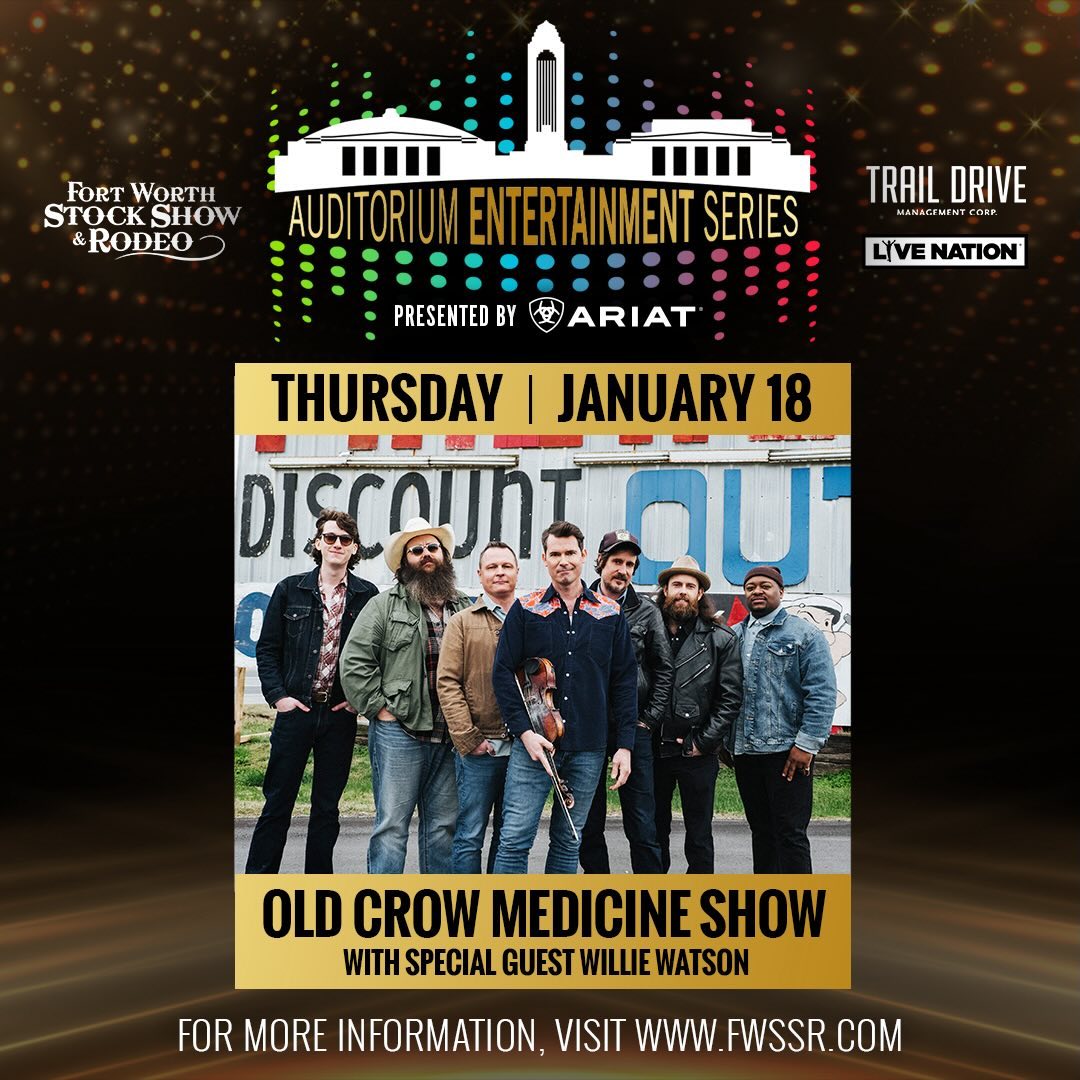 AUDITORIUM ENTERTAINMENT SERIES
PRESENTED BY ARIAT
FORT WORTH
STOCK SHOW
& RODEO
TRAIL DRIVE
MANAGEMENT CORP.
LIVE NATION
THURSDAY | JANUARY 18
DISCOUNT OUT
OLD CROW MEDICINE SHOW
WITH SPECIAL GUEST WILLIE WATSON
FOR MORE INFORMATION, VISIT WWW.FWSSR.COM